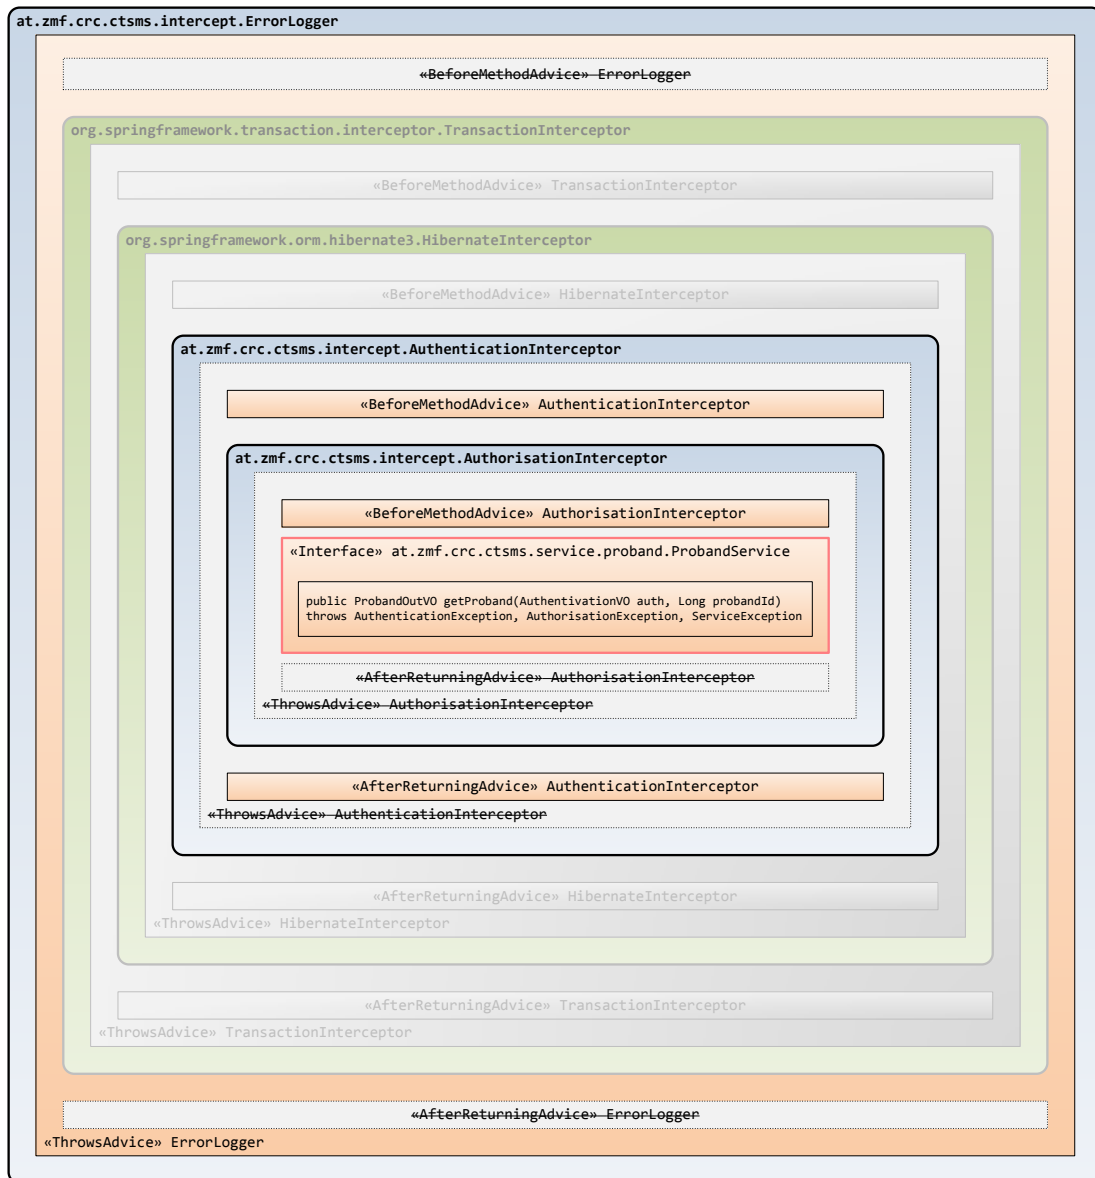 at.zmf.crc.ctsms.intercept.ErrorLogger
«BeforeMethodAdvice» ErrorLogger
org.springframework.transaction.interceptor.TransactionInterceptor
«BeforeMethodAdvice» TransactionInterceptor
org.springframework.orm.hibernate3.HibernateInterceptor
«BeforeMethodAdvice» HibernateInterceptor
at.zmf.crc.ctsms.intercept.AuthenticationInterceptor
«BeforeMethodAdvice» AuthenticationInterceptor
at.zmf.crc.ctsms.intercept.AuthorisationInterceptor
«BeforeMethodAdvice» AuthorisationInterceptor
«Interface» at.zmf.crc.ctsms.service.proband.ProbandService
public ProbandOutVO getProband(AuthentivationVO auth, Long probandId)
throws AuthenticationException, AuthorisationException, ServiceException
«AfterReturningAdvice» AuthorisationInterceptor
«ThrowsAdvice» AuthorisationInterceptor
«AfterReturningAdvice» AuthenticationInterceptor
«ThrowsAdvice» AuthenticationInterceptor
«AfterReturningAdvice» HibernateInterceptor
«ThrowsAdvice» HibernateInterceptor
«AfterReturningAdvice» TransactionInterceptor
«ThrowsAdvice» TransactionInterceptor
«AfterReturningAdvice» ErrorLogger
«ThrowsAdvice» ErrorLogger